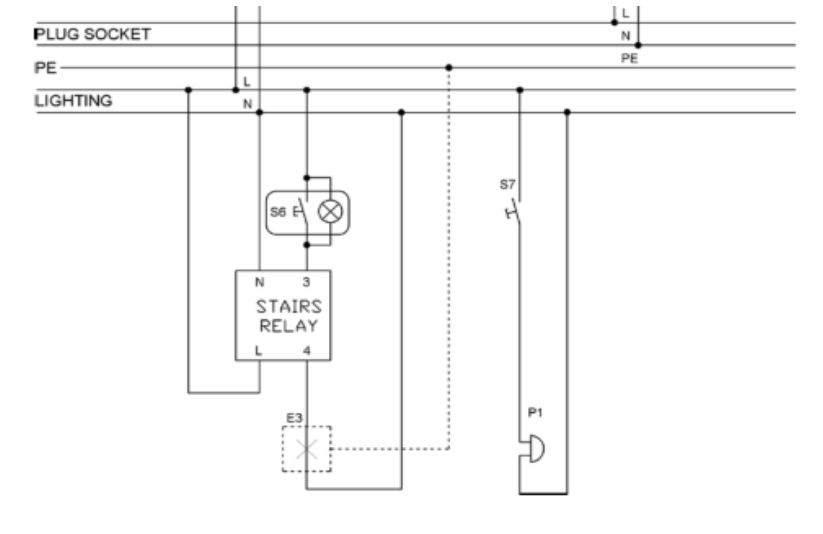 L
PLUG SOCKET
N
PE
PE
L
LIGHTING
N
S7
S6
N 3
STAIRS
RELAY
L 4
P1
E3